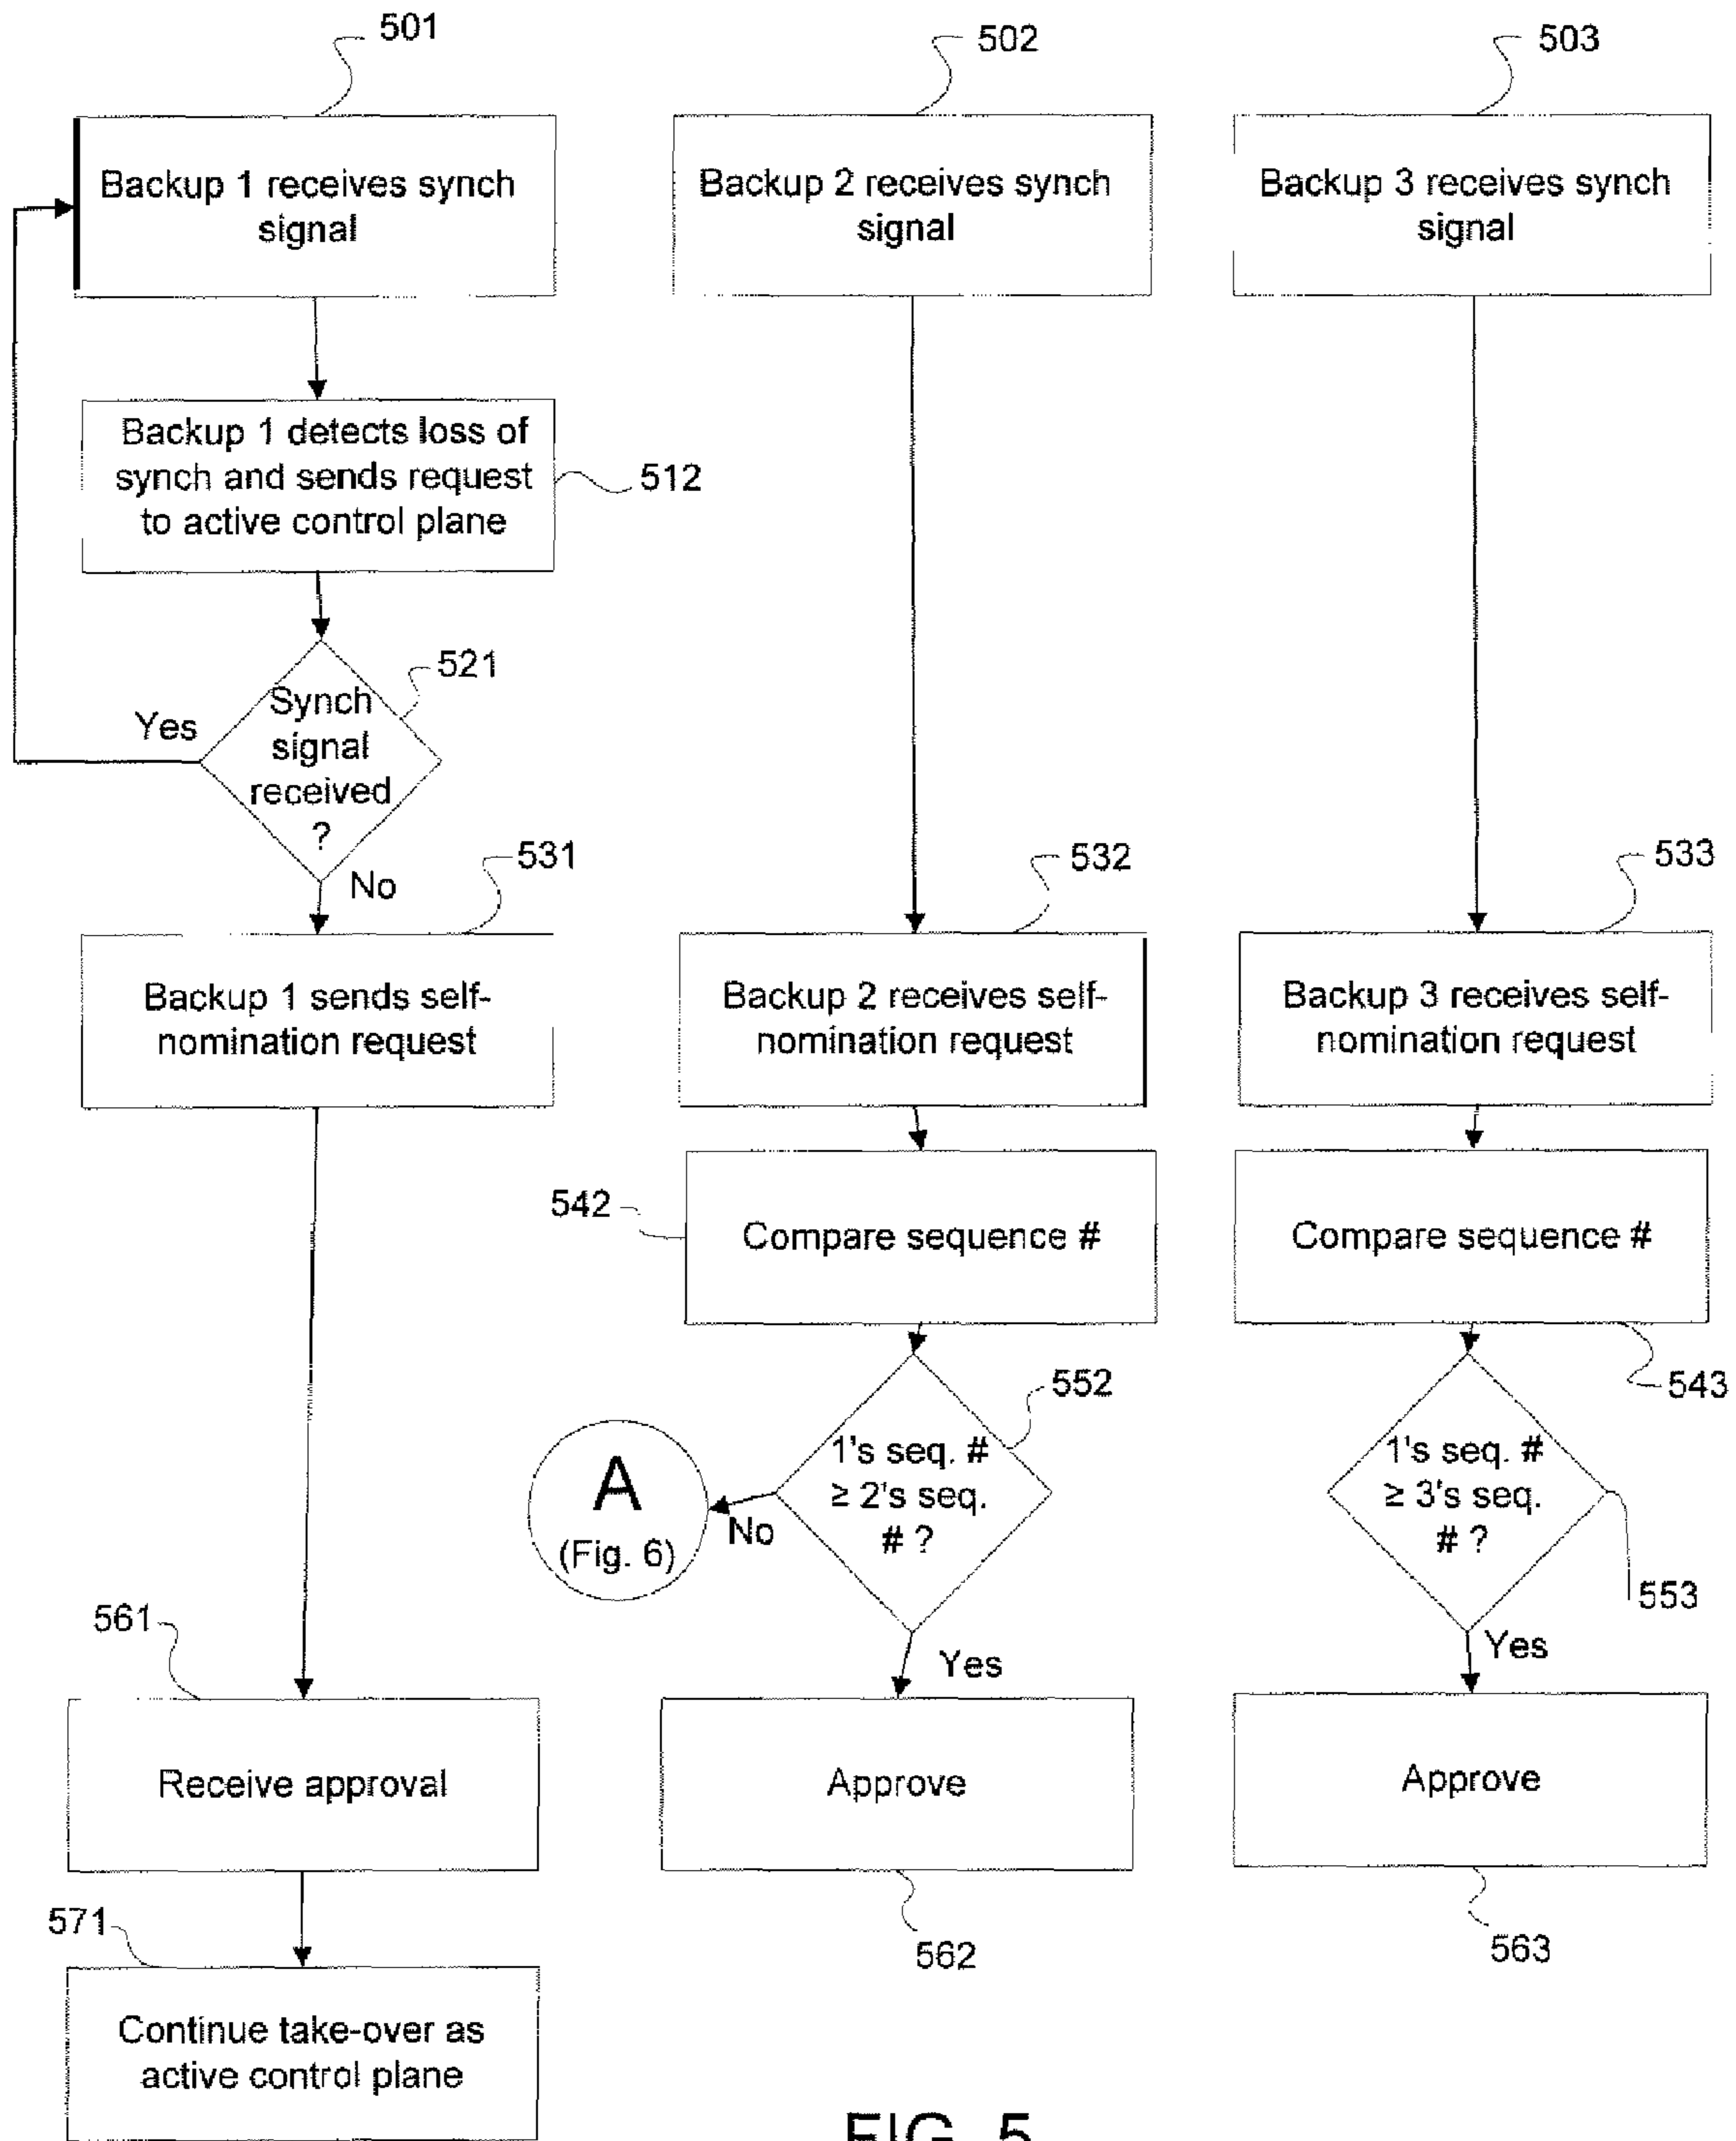 501
502
503
Backup 1 receives synch
signal
Backup 2 receives synch
signal
Backup 3 receives synch
signal
Backup 1 detects loss of
synch and sends request
to active control plane
512
521
Synch
signal
received
?
Yes
No
531
532
533
Backup 1 sends self-
nomination request
Backup 2 receives self-
nomination request
Backup 3 receives self-
nomination request
542
Compare sequence #
Compare sequence #
543
552
1's seq. #
≥ 2's seq.
# ?
1's seq. #
≥ 3's seq.
# ?
553
A
(Fig. 6)
No
Yes
Yes
561
Receive approval
Approve
Approve
562
563
571
Continue take-over as
active control plane
FIG. 5